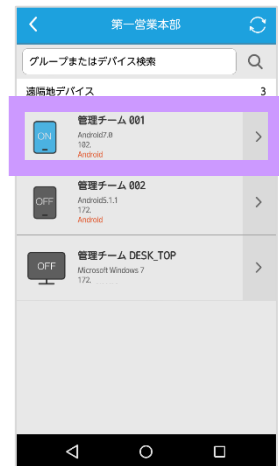 第一営業本部
グループまたはデバイス検索
遠隔地デバイス 3
ON
管理チーム 001
Android7.0
102.
Android
OFF
管理チーム 002
Android5.1.1
172.
Android
OFF
管理チーム DESK_TOP
Microsoft Windows 7
172.